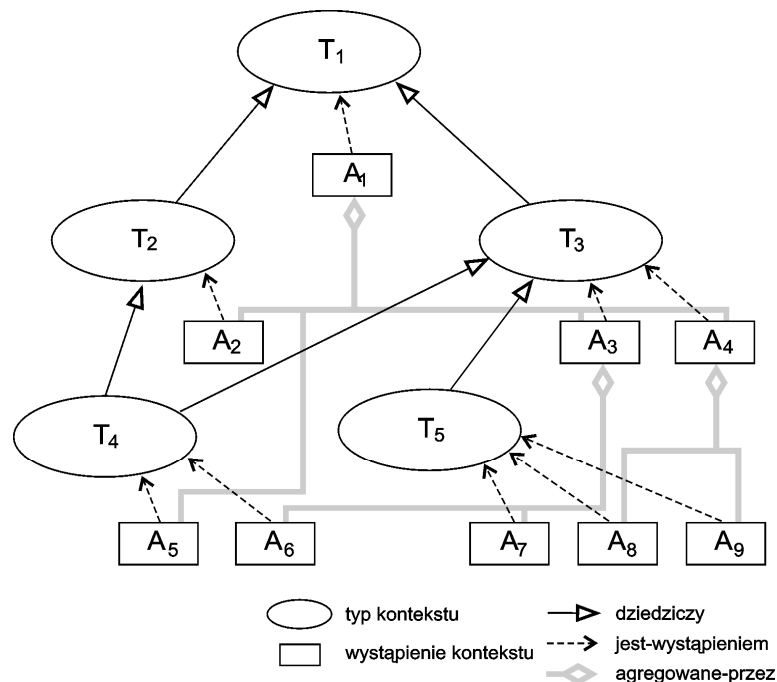 T1
A1
T2
T3
A2
A3
A4
T4
T5
A5
A6
A7
A8
A9
typ kontekstu
dziedziczy
wystąpienie kontekstu
jest-wystąpieniem
agregowane-przez